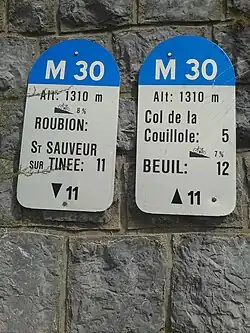 M 30
Alt: 1310 m
8 %
ROUBION:
ST SAUVEUR
SUR TINÉE: 11
▼ 11
M 30
Alt: 1310 m
Col de la
Couillole: 5
7 %
BEUIL: 12
▲ 11